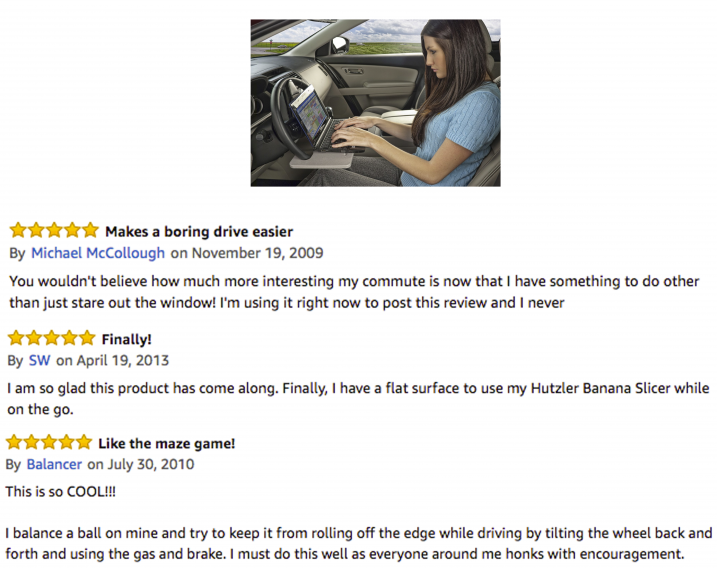 Makes a boring drive easier
By Michael McCollough on November 19, 2009
You wouldn't believe how much more interesting my commute is now that I have something to do other
than just stare out the window! I'm using it right now to post this review and I never
Finally!
By SW on April 19, 2013
I am so glad this product has come along. Finally, I have a flat surface to use my Hutzler Banana Slicer while
on the go.
Like the maze game!
By Balancer on July 30, 2010
This is so COOL!!!
I balance a ball on mine and try to keep it from rolling off the edge while driving by tilting the wheel back and
forth and using the gas and brake. I must do this well as everyone around me honks with encouragement.